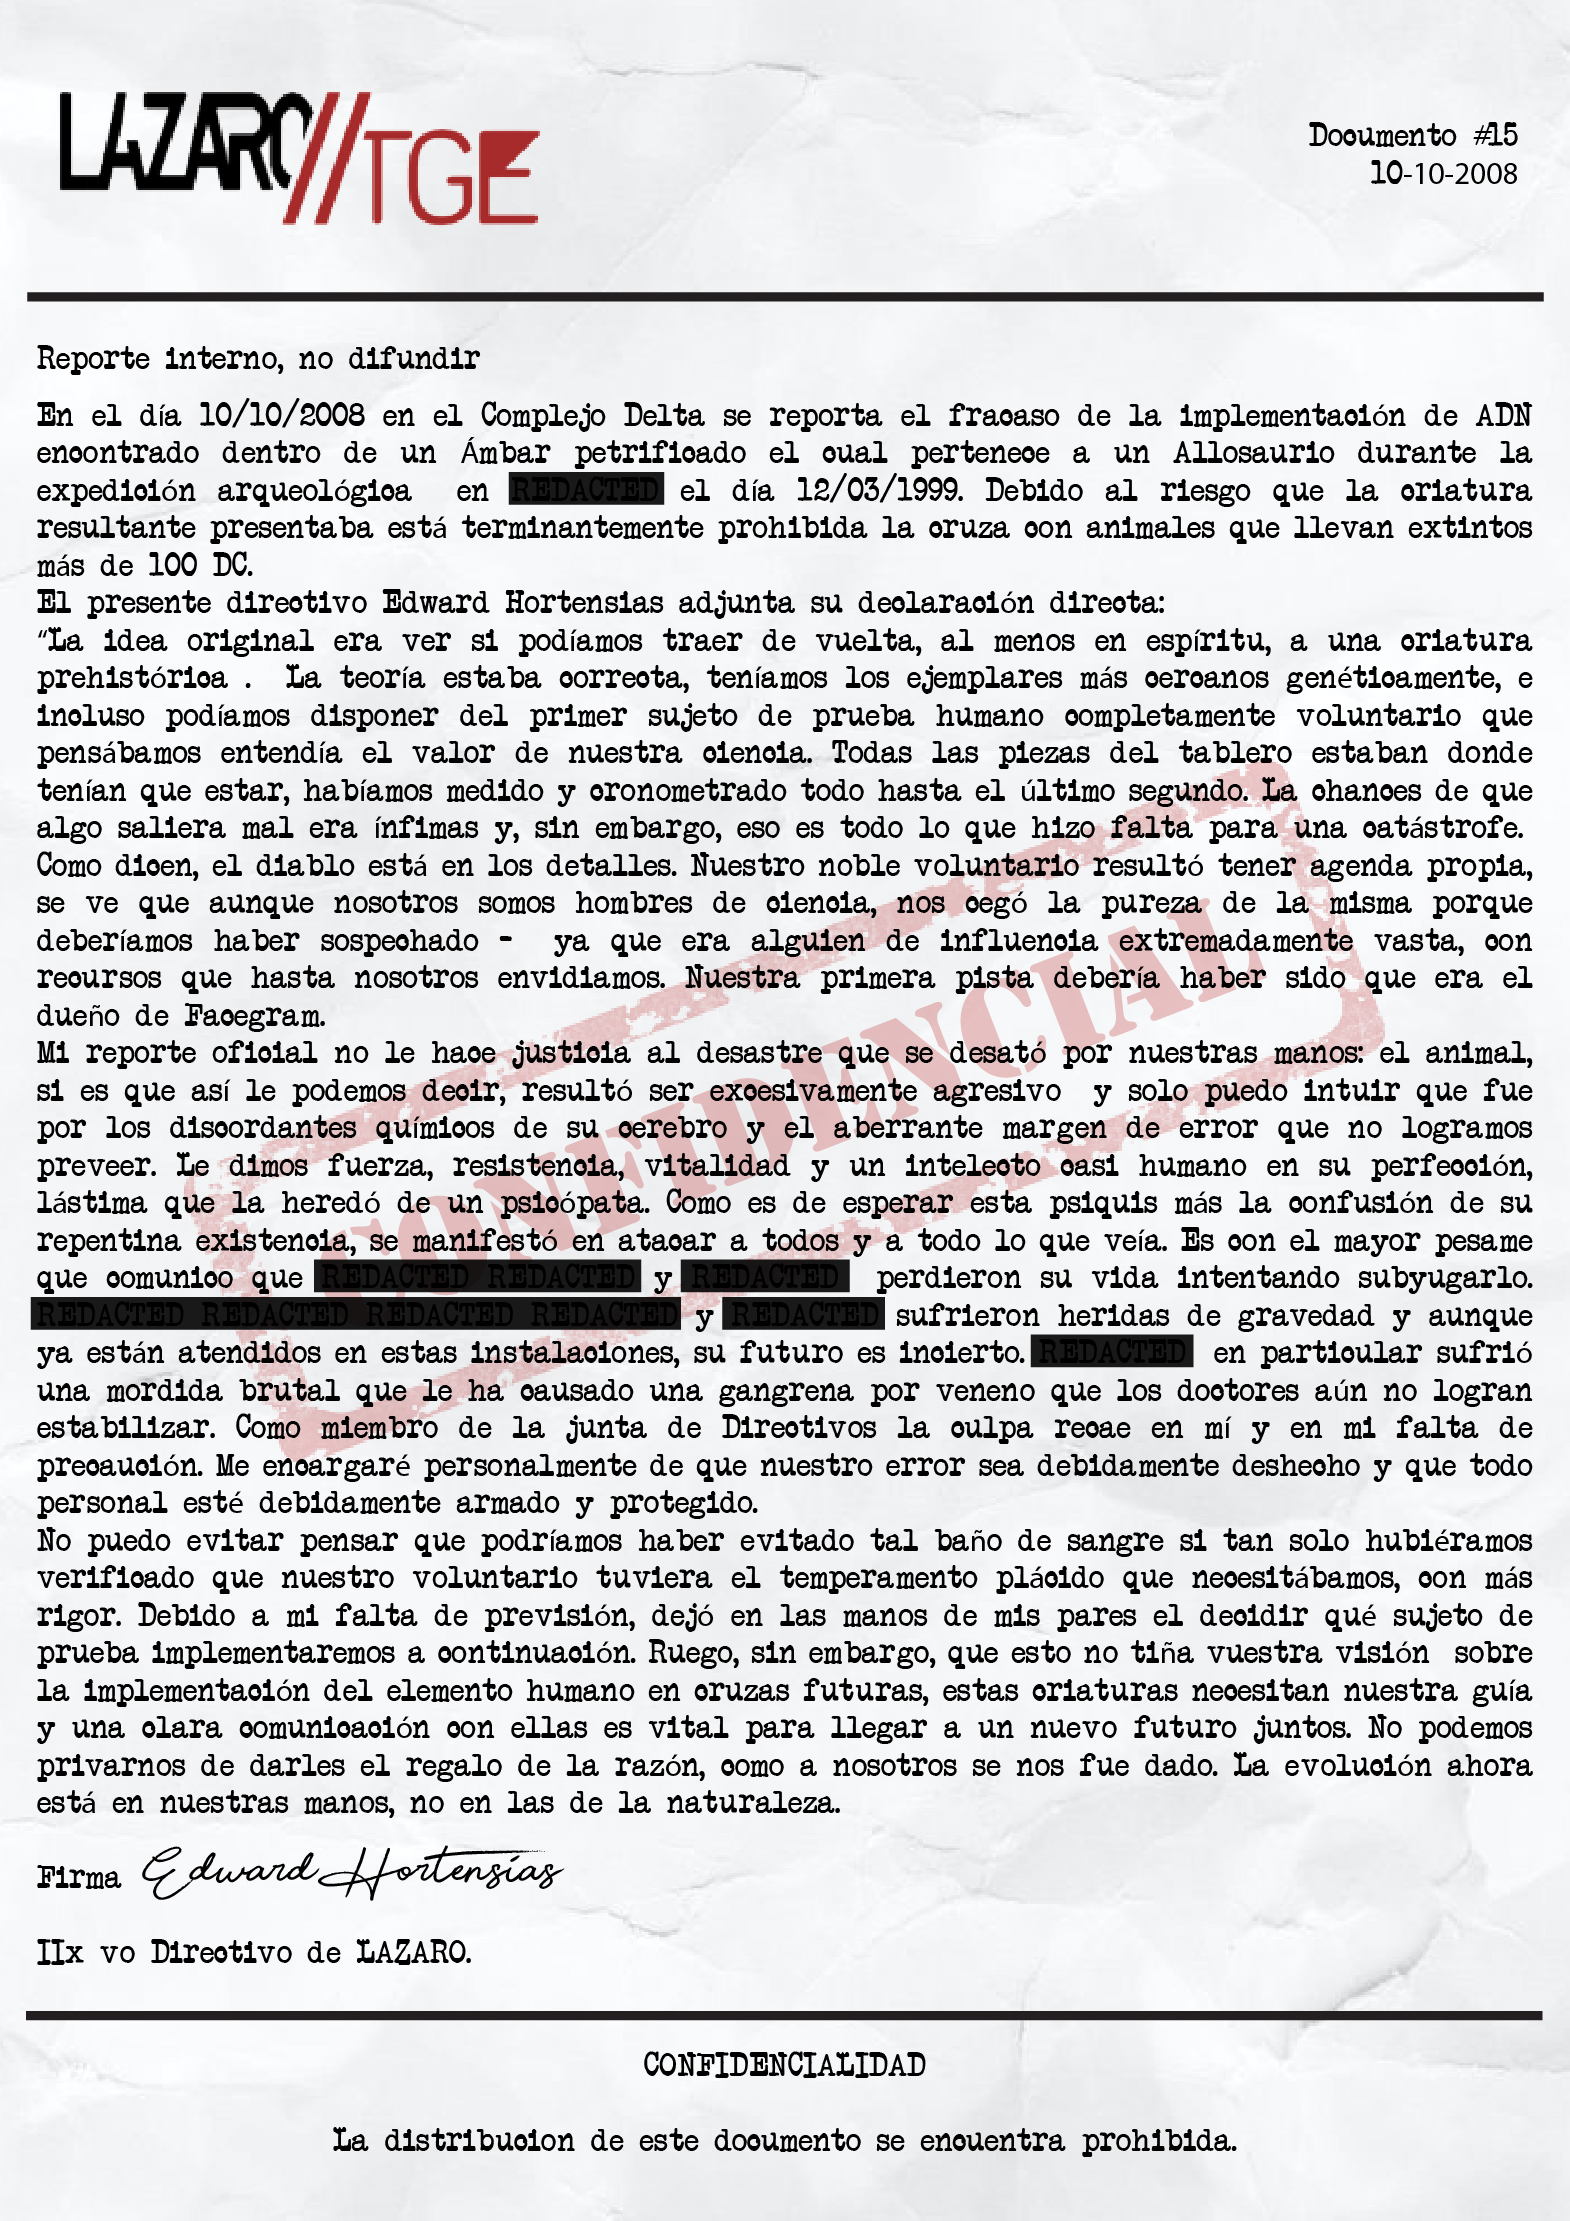 LAZARO//TGE
Documento #15
10-10-2008
Reporte interno, no difundir
En el día 10/10/2008 en el Complejo Delta se reporta el fracaso de la implementación de ADN
encontrado dentro de un Ámbar petrificado el cual pertenece a un Allosaurio durante la
expedición arqueológica en REDACTED el día 12/03/1999. Debido al riesgo que la criatura
resultante presentaba está terminantemente prohibida la cruza con animales que llevan extintos
más de 100 DC.
El presente directivo Edward Hortensias adjunta su declaración directa:
“La idea original era ver si podíamos traer de vuelta, al menos en espíritu, a una criatura
prehistórica . La teoría estaba correcta, teníamos los ejemplares más cercanos genéticamente, e
incluso podíamos disponer del primer sujeto de prueba humano completamente voluntario que
pensábamos entendía el valor de nuestra ciencia. Todas las piezas del tablero estaban donde
tenían que estar, habíamos medido y cronometrado todo hasta el último segundo. La chances de que
algo saliera mal era ínfimas y, sin embargo, eso es todo lo que hizo falta para una catástrofe.
Como dicen, el diablo está en los detalles. Nuestro noble voluntario resultó tener agenda propia,
se ve que aunque nosotros somos hombres de ciencía, nos cegó la pureza de la misma porque
deberíamos haber sospechado - ya que era alguien de influencia extremadamente vasta, con
recursos que hasta nosotros envidiamos. Nuestra primera pista debería haber sido que era el
dueño de Facegram.
Mi reporte oficial no le hace justicia al desastre que se desató por nuestras manos: el animal,
si es que así le podemos decir, resultó ser excesivamente agresivo y solo puedo intuir que fue
por los discordantes químicos de su cerebro y el aberrante margen de error que no logramos
preveer. Le dimos fuerza, resistencia, vitalidad y un intelecto casi humano en su perfección,
lástima que la heredó de un psicópata. Como es de esperar esta psiquis más la confusión de su
repentina existencia, se manifestó en atacar a todos y a todo lo que veía. Es con el mayor pesame
que comunico que REDACTED REDACTED y REDACTED perdieron su vida intentando subyugarlo.
REDACTED REDACTED REDACTED REDACTED y REDACTED sufrieron heridas de gravedad y aunque
ya están atendidos en estas instalaciones, su futuro es incierto. REDACTED en particular sufrió
una mordida brutal que le ha causado una gangrena por veneno que los doctores aún no logran
estabilizar. Como miembro de la junta de Directivos la culpa recae en mí y en mi falta de
precaución. Me encargaré personalmente de que nuestro error sea debidamente deshecho y que todo
personal esté debidamente armado y protegido.
No puedo evitar pensar que podríamos haber evitado tal baño de sangre si tan solo hubiéramos
verificado que nuestro voluntario tuviera el temperamento plácido que necesitábamos, con más
rigor. Debido a mi falta de previsión, dejó en las manos de mis pares el decidir qué sujeto de
prueba implementaremos a continuación. Ruego, sin embargo, que esto no tiña vuestra visión sobre
la implementación del elemento humano en cruzas futuras, estas criaturas necesitan nuestra guía
y una clara comunicación con ellas es vital para llegar a un nuevo futuro juntos. No podemos
privarnos de darles el regalo de la razón, como a nosotros se nos fue dado. La evolución ahora
está en nuestras manos, no en las de la naturaleza.
CONFIDENCIAL
Firma Edward Hortensias
IIx vo Directivo de LAZARO.
CONFIDENCIALIDAD
La distribucion de este documento se encuentra prohibida.